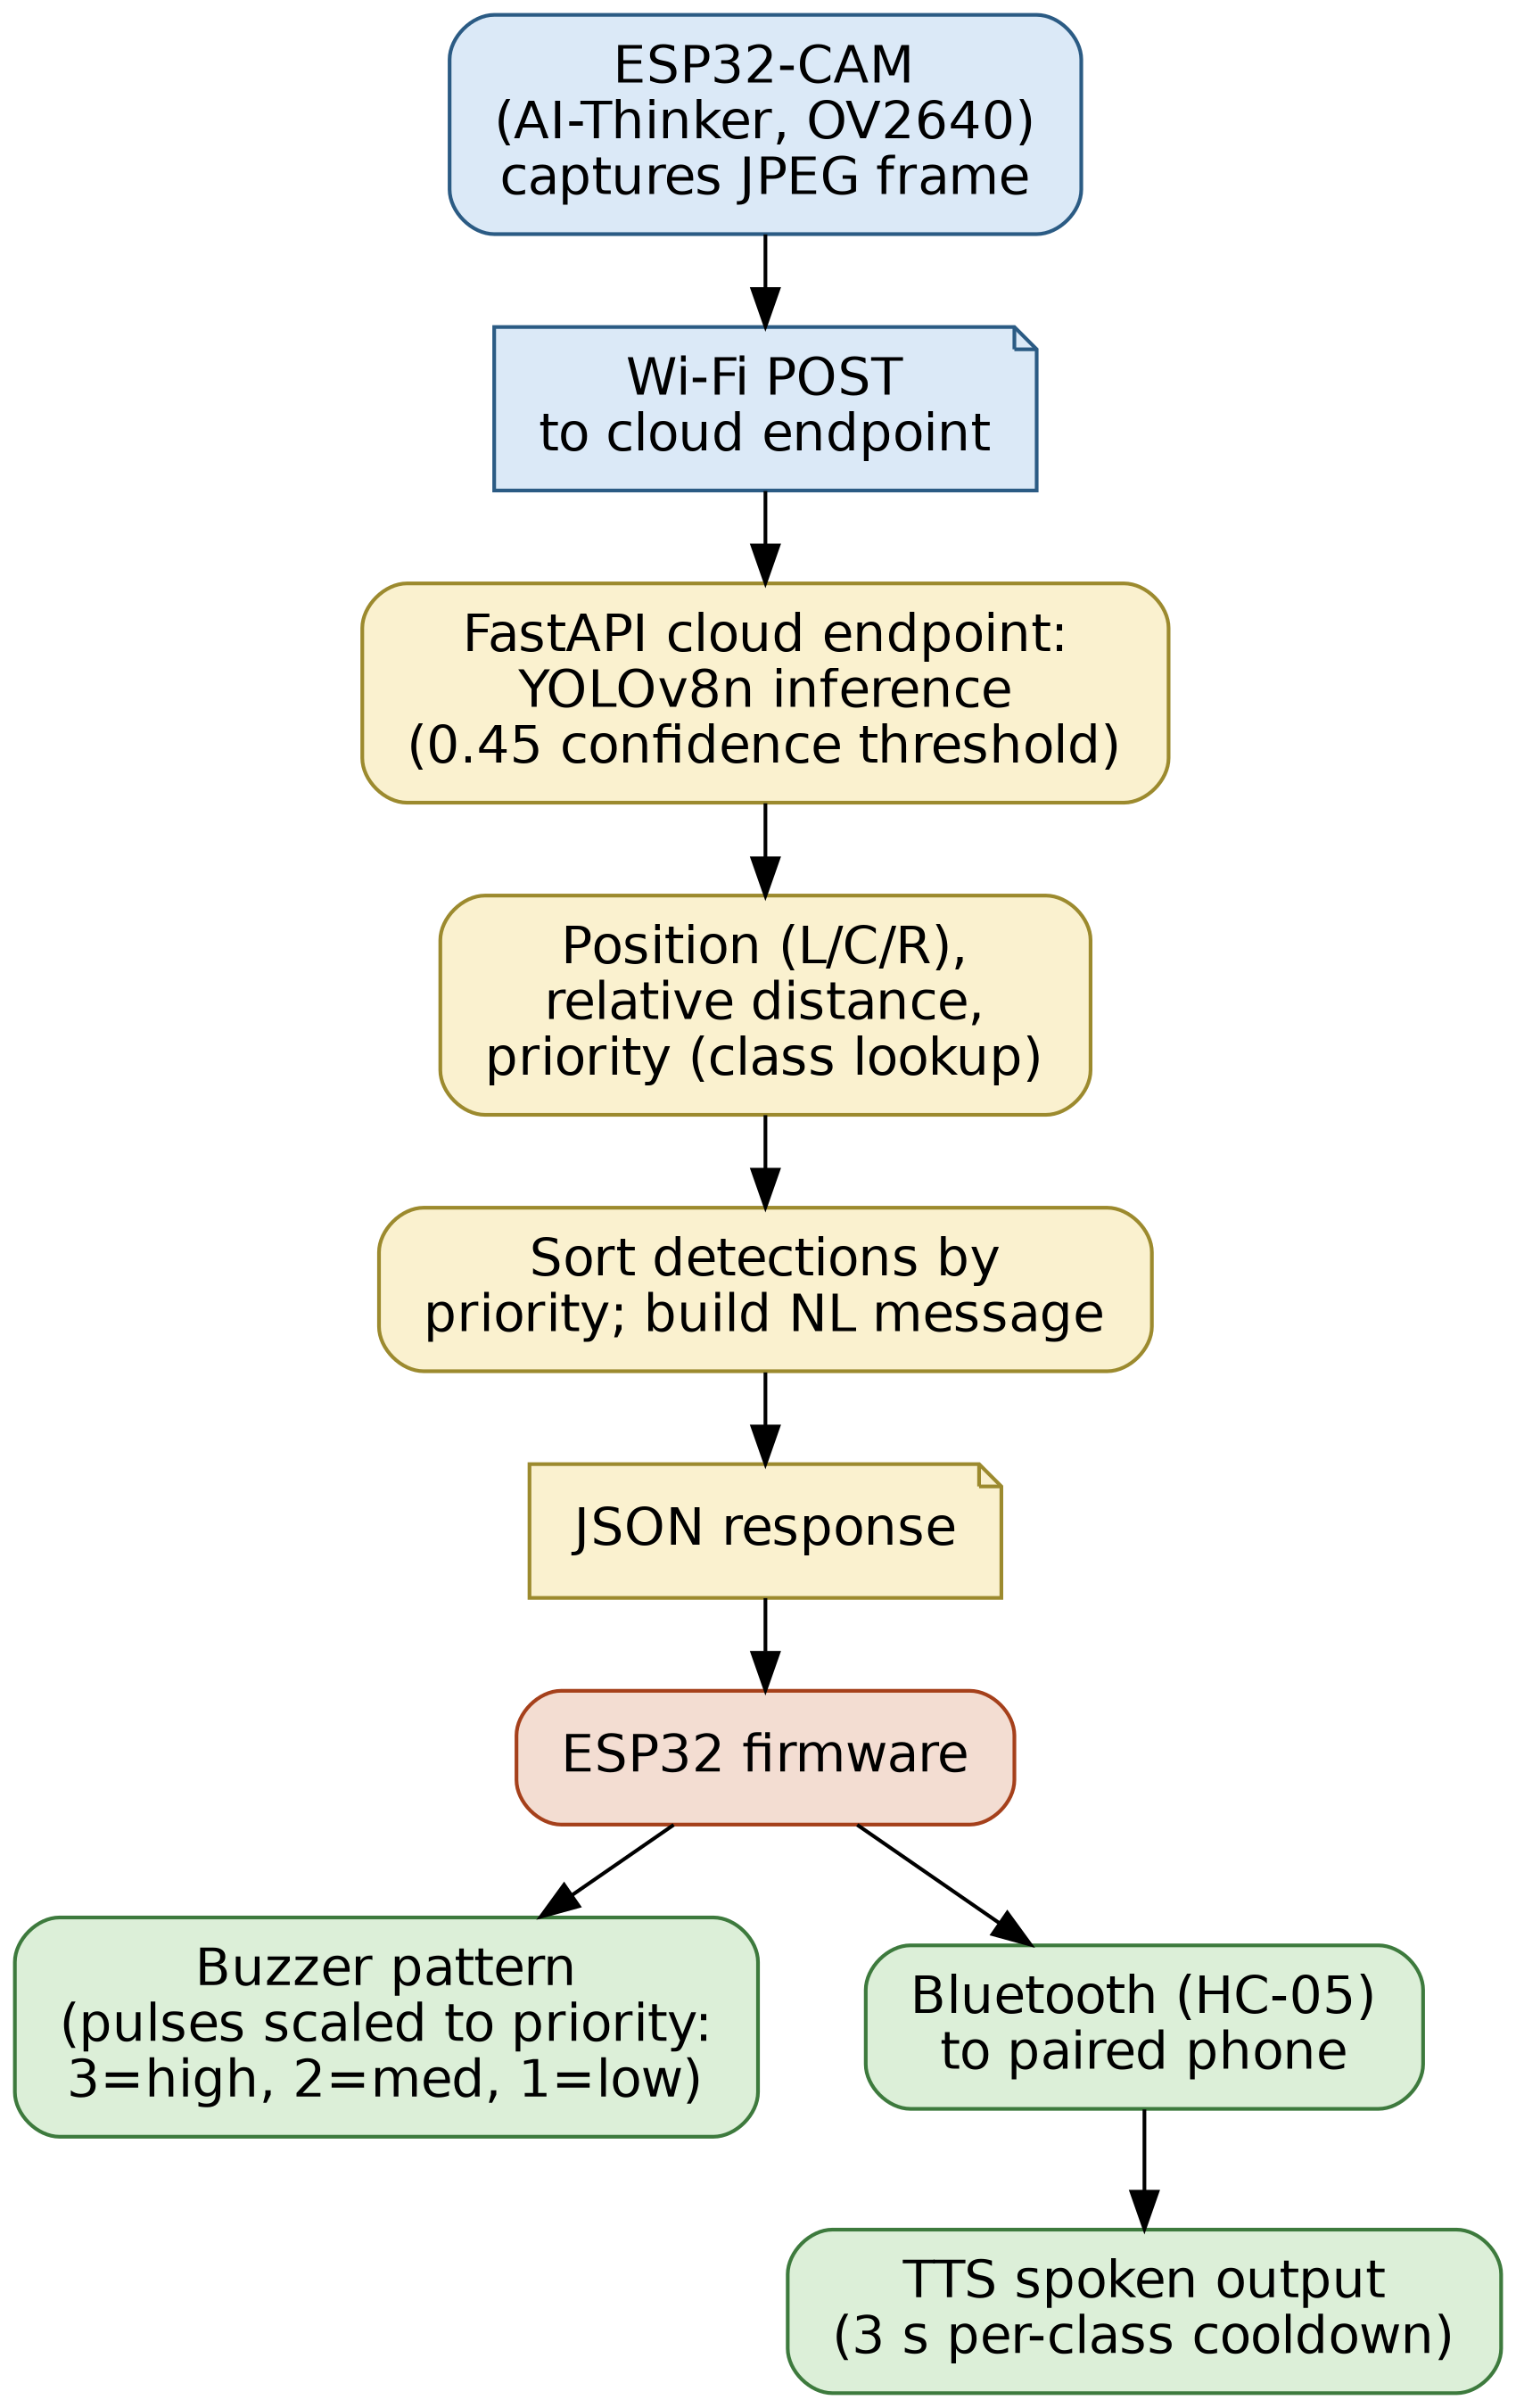 ESP32-CAM
(AI-Thinker, OV2640)
captures JPEG frame
Wi-Fi POST
to cloud endpoint
FastAPI cloud endpoint:
YOLOv8n inference
(0.45 confidence threshold)
Position (L/C/R),
relative distance,
priority (class lookup)
Sort detections by
priority; build NL message
JSON response
ESP32 firmware
Buzzer pattern
(pulses scaled to priority:
3=high, 2=med, 1=low)
Bluetooth (HC-05)
to paired phone
TTS spoken output
(3 s per-class cooldown)